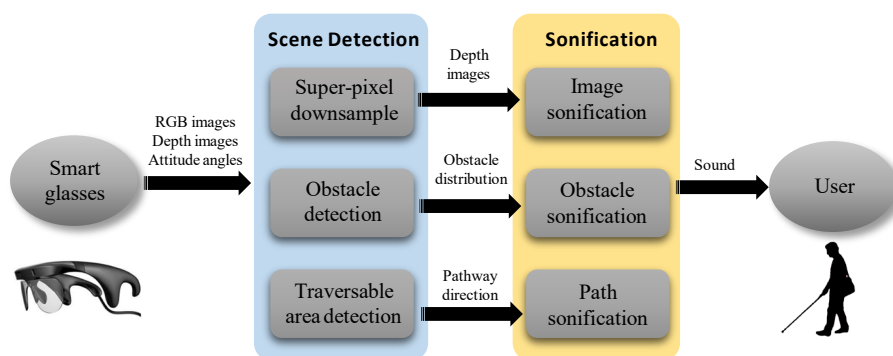 Scene Detection
Sonification
Smart
glasses
RGB images
Depth images
Attitude angles
Super-pixel
downsample
Depth
images
Image
sonification
Obstacle
detection
Obstacle
distribution
Obstacle
sonification
Traversable
area detection
Pathway
direction
Path
sonification
Sound
User